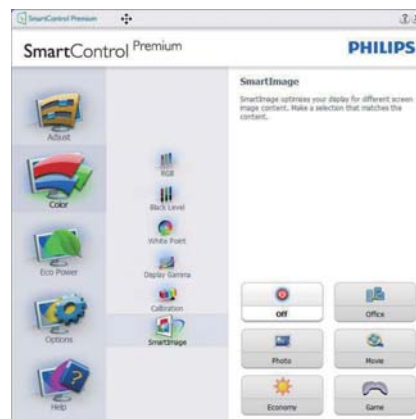 SmartControl Premium
SmartControl Premium
PHILIPS
Adjust
Color
Eco Power
Options
Help
RGB
Black Level
White Point
Display Gamma
Calibration
SmartImage
SmartImage
SmartImage optimises your display for different screen
image content. Make a selection that matches the
content.
Off
Office
Photo
Movie
Economy
Game